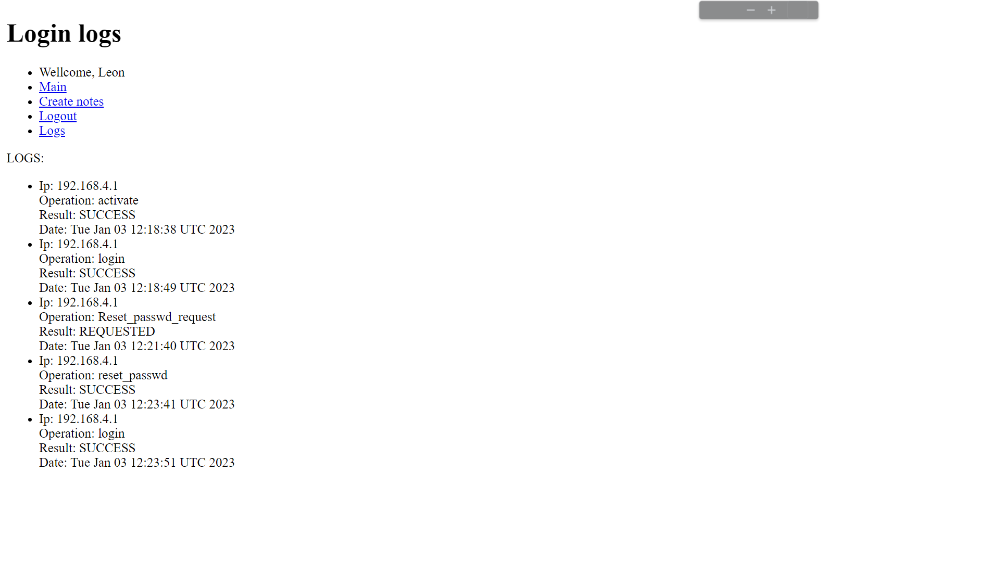 Login logs
Wellcome, Leon
Main
Create notes
Logout
Logs
LOGS:
Ip: 192.168.4.1
Operation: activate
Result: SUCCESS
Date: Tue Jan 03 12:18:38 UTC 2023
Ip: 192.168.4.1
Operation: login
Result: SUCCESS
Date: Tue Jan 03 12:18:49 UTC 2023
Ip: 192.168.4.1
Operation: Reset_passwd_request
Result: REQUESTED
Date: Tue Jan 03 12:21:40 UTC 2023
Ip: 192.168.4.1
Operation: reset_passwd
Result: SUCCESS
Date: Tue Jan 03 12:23:41 UTC 2023
Ip: 192.168.4.1
Operation: login
Result: SUCCESS
Date: Tue Jan 03 12:23:51 UTC 2023